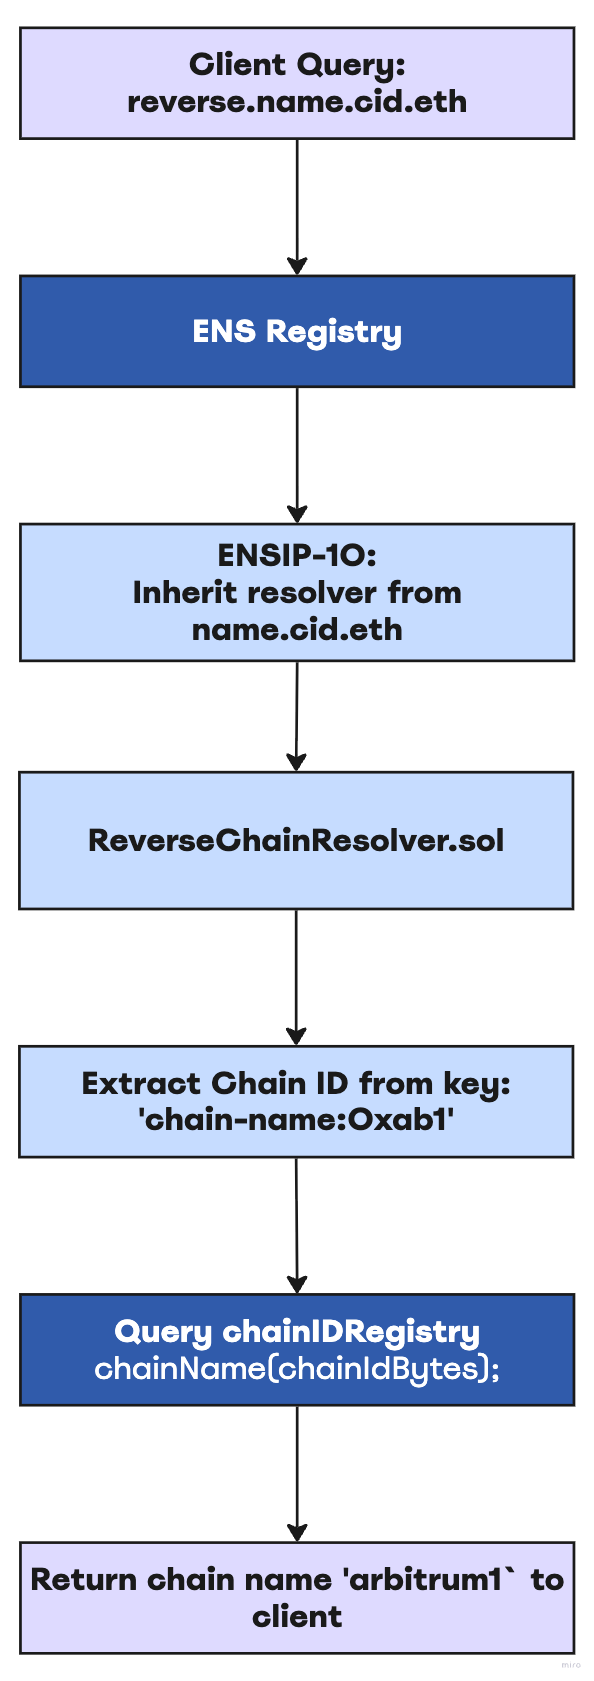 Client Query:
reverse.name.cid.eth
ENS Registry
ENSIP-10:
Inherit resolver from
name.cid.eth
ReverseChainResolver.sol
Extract Chain ID from key:
'chain-name:0xab1'
Query chainIDRegistry
chainName(chainIdBytes);
Return chain name 'arbitrum1` to
client
miro